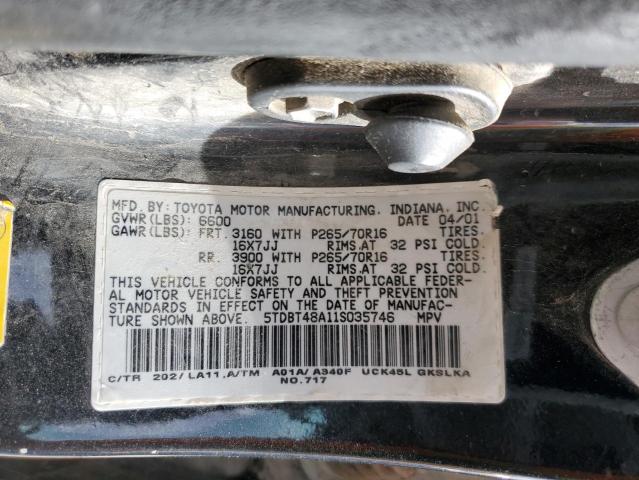 MFD. BY: TOYOTA MOTOR MANUFACTURING, INDIANA, INC.
GVWR(LBS): 6600 DATE 04/01
GAWR(LBS): FRT. 3160 WITH P265/70R16 TIRES.
16X7JJ RIMS.AT 32 PSI COLD.
RR. 3900 WITH P265/70R16 TIRES.
16X7JJ RIMS.AT 32 PSI COLD.
THIS VEHICLE CONFORMS TO ALL APPLICABLE FEDER-
AL MOTOR VEHICLE SAFETY AND THEFT PREVENTION
STANDARDS IN EFFECT ON THE DATE OF MANUFAC-
TURE SHOWN ABOVE. 5TDBT48A11S035746 MPV
C/TR 202/LA11.A/TM A01A/A340F UCK45L GKSLKA
NO.717